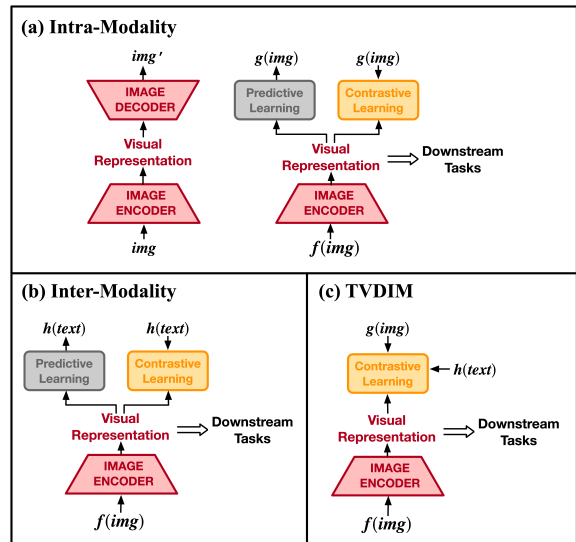 (a) Intra-Modality
img'
IMAGE
DECODER
Visual
Representation
IMAGE
ENCODER
img
g(img)
g(img)
Predictive
Learning
Contrastive
Learning
Visual
Representation
Downstream
Tasks
IMAGE
ENCODER
f(img)
(b) Inter-Modality
h(text)
h(text)
Predictive
Learning
Contrastive
Learning
Visual
Representation
Downstream
Tasks
IMAGE
ENCODER
f(img)
(c) TVDIM
g(img)
Contrastive
Learning
h(text)
Visual
Representation
Downstream
Tasks
IMAGE
ENCODER
f(img)